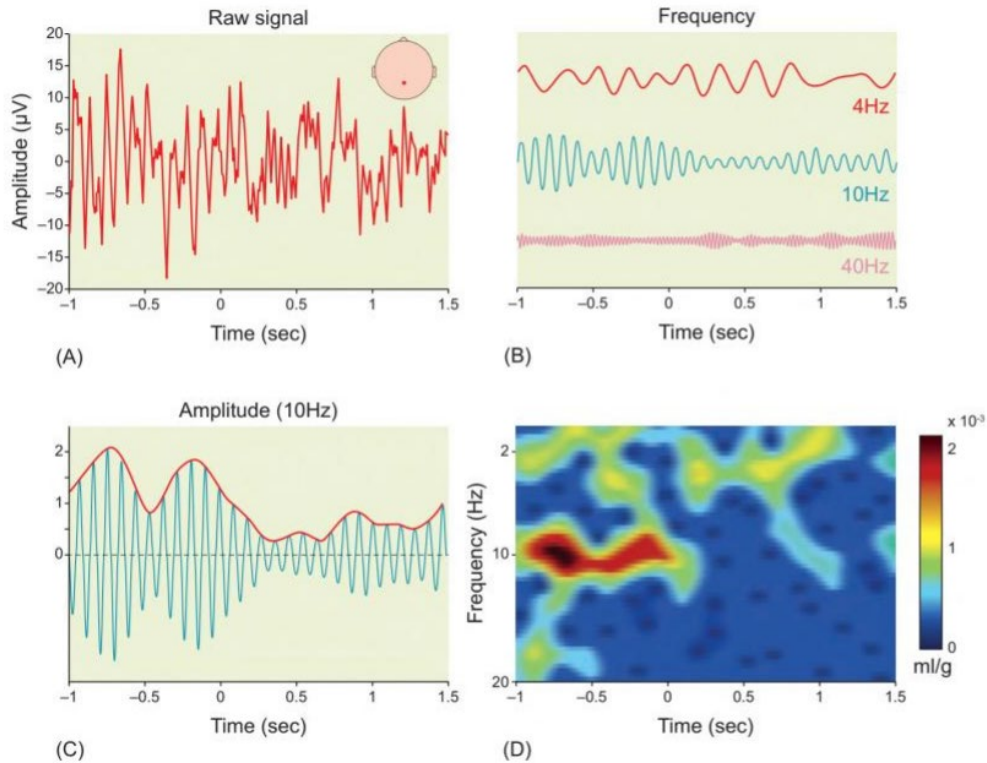 Raw signal
20
15
10
5
0
–5
–10
–15
–20
Amplitude (µV)
–1 –0.5 0 0.5 1 1.5
Time (sec)
(A)
Frequency
4Hz
10Hz
40Hz
–1 –0.5 0 0.5 1 1.5
Time (sec)
(B)
Amplitude (10Hz)
2
1
0
–1 –0.5 0 0.5 1 1.5
Time (sec)
(C)
Frequency (Hz)
2
10
20
–1 –0.5 0 0.5 1 1.5
Time (sec)
x 10-3
2
1
0
ml/g
(D)